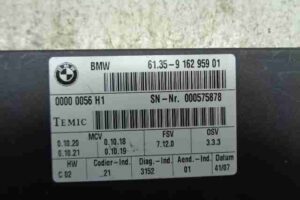 BMW 61.35-9 162 959 01
0000 0056 H1 SN-Nr. 000575878
TEMIC
MCV FSV OSV
0.10.20 0.10.18 7.12.0 3.3.3
0.10.21 0.10.19
HW Codier-Ind. Diag.-Ind. Aend.-Ind. Datum
C 02 _21 3152 01 41/07